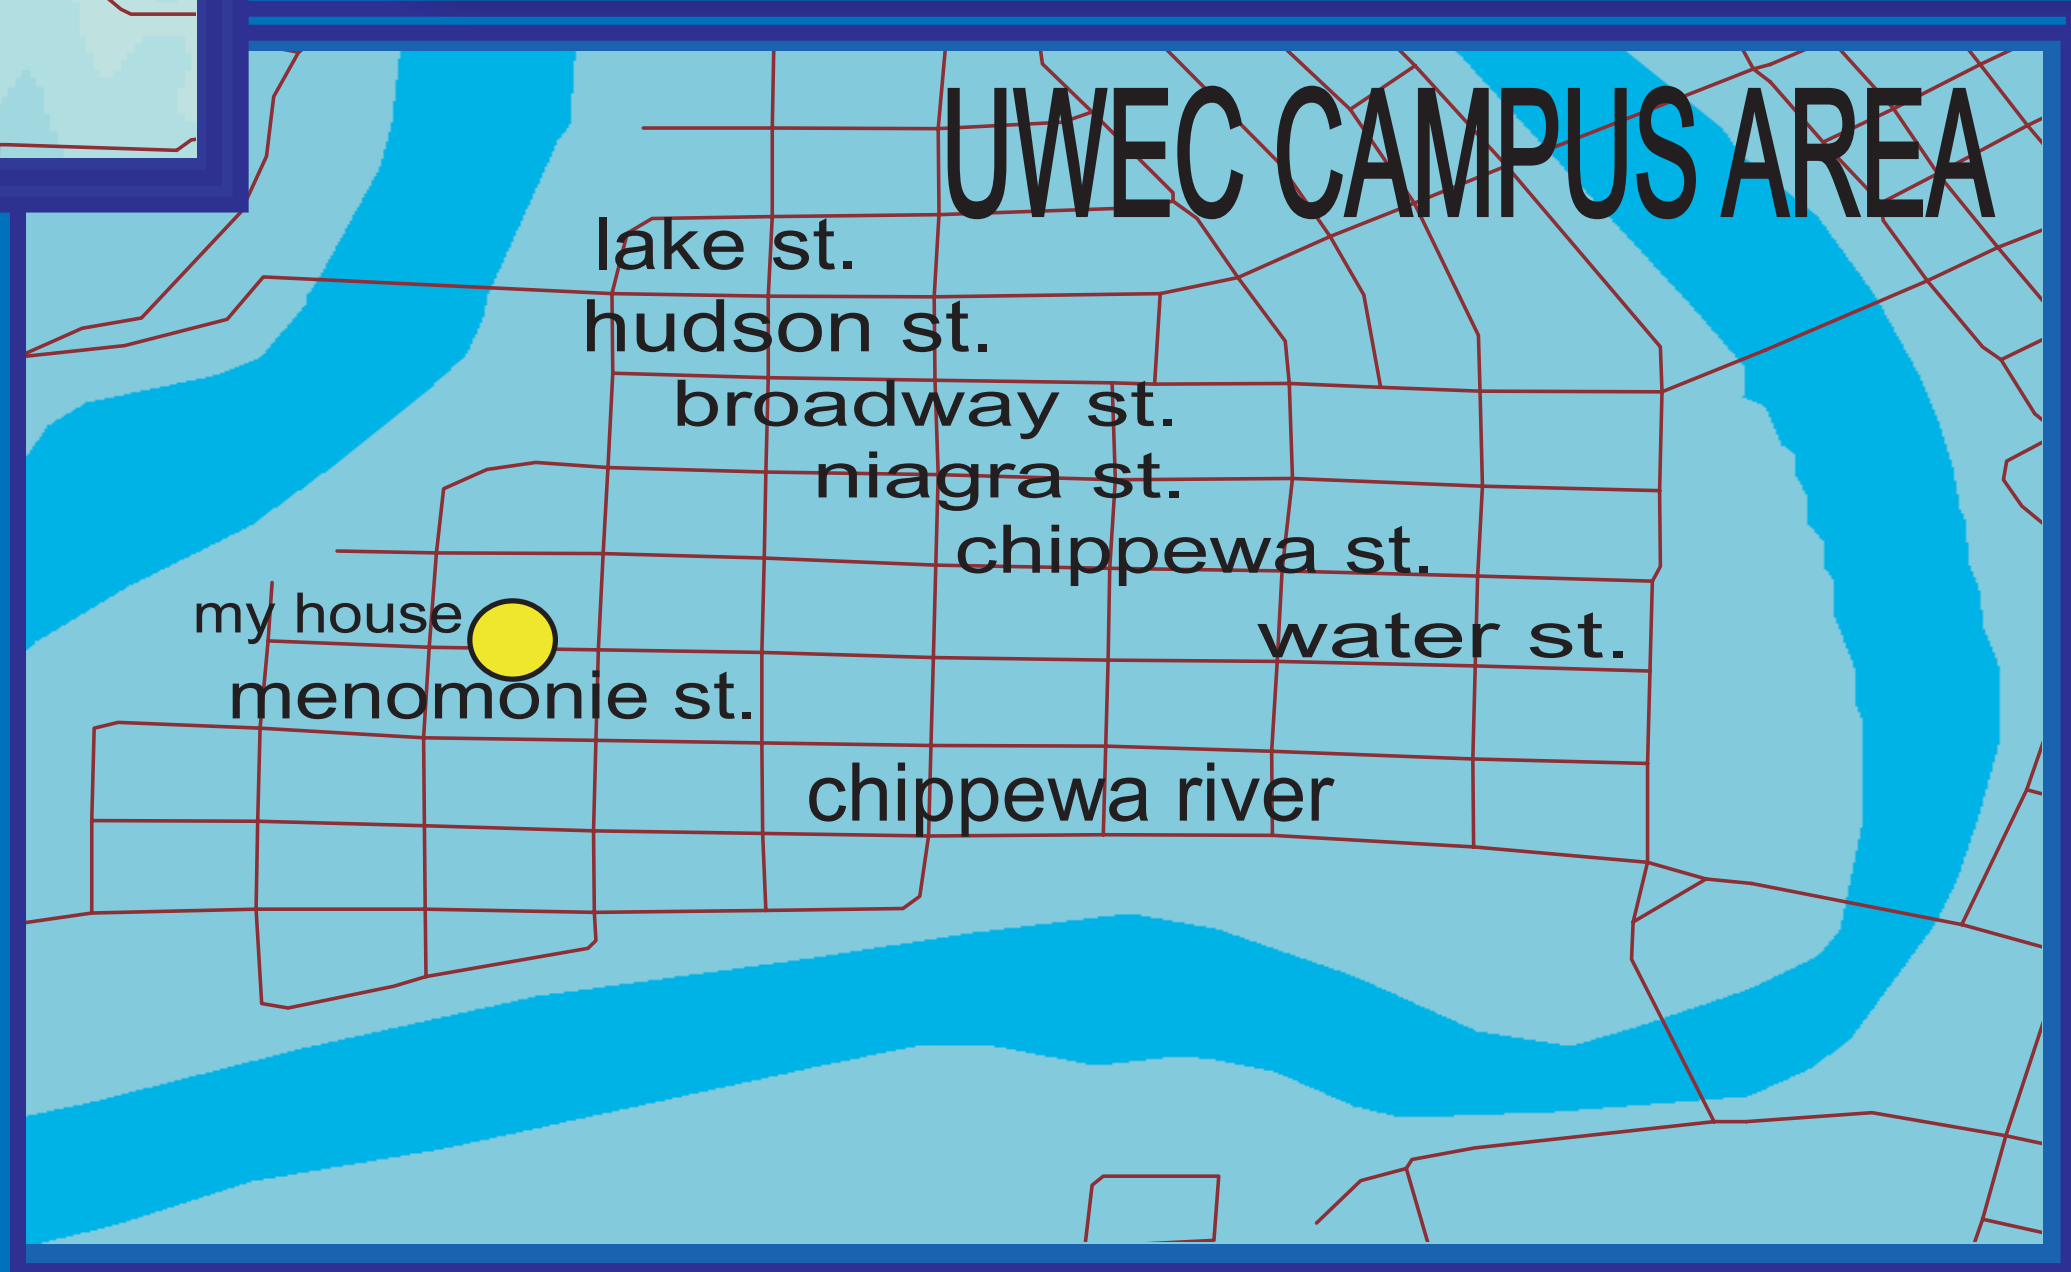 UWEC CAMPUS AREA
lake st.
hudson st.
broadway st.
niagra st.
chippewa st.
my house
water st.
menomonie st.
chippewa river